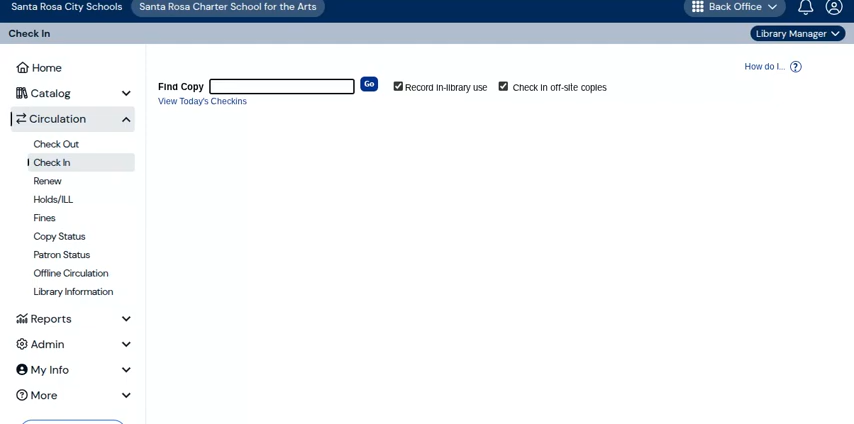 Santa Rosa City Schools Santa Rosa Charter School for the Arts Back Office
Check In Library Manager
How do I... ?
Home
Catalog
Circulation
Check Out
Check In
Renew
Holds/ILL
Fines
Copy Status
Patron Status
Offline Circulation
Library Information
Reports
Admin
My Info
More
Find Copy Go Record in-library use Check in off-site copies
View Today's Checkins